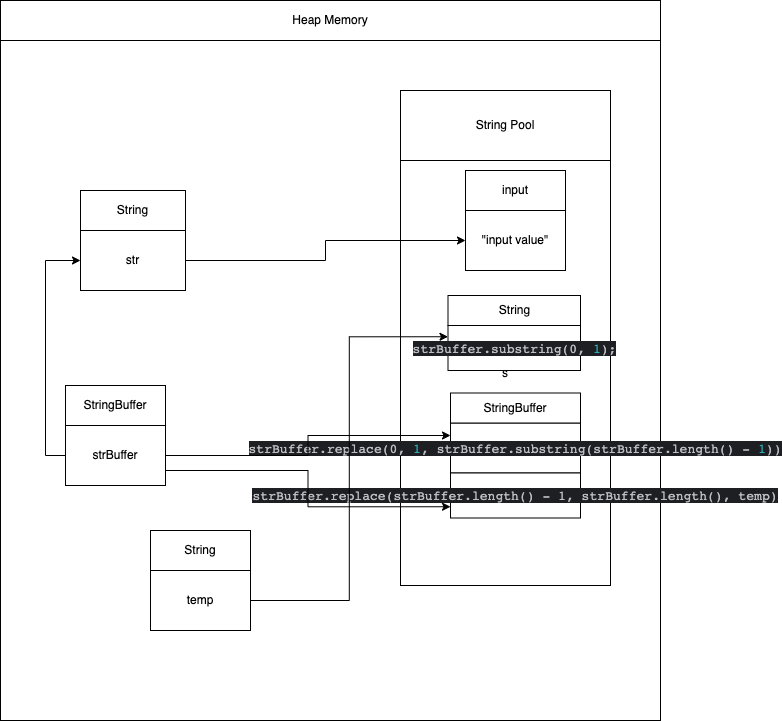 Heap Memory
String Pool
input
"input value"
String
str
String
strBuffer.substring(0, 1);
s
StringBuffer
strBuffer
StringBuffer
strBuffer.replace(0, 1, strBuffer.substring(strBuffer.length() - 1))
strBuffer.replace(strBuffer.length() - 1, strBuffer.length(), temp)
String
temp